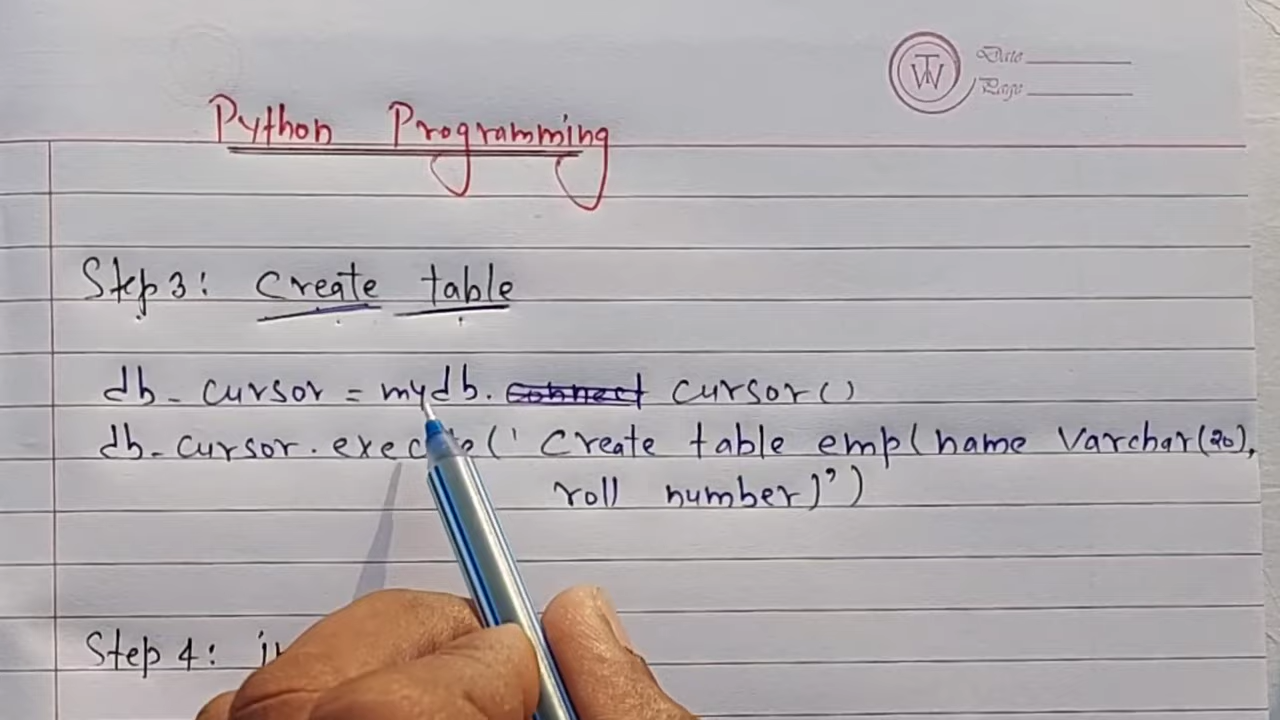 Date
Page
Python Programming
Step 3: Create table
db_cursor = mydb. connect cursor()
db_cursor.execute(' Create table emp(name Varchar(20),
roll number)')
Step 4: